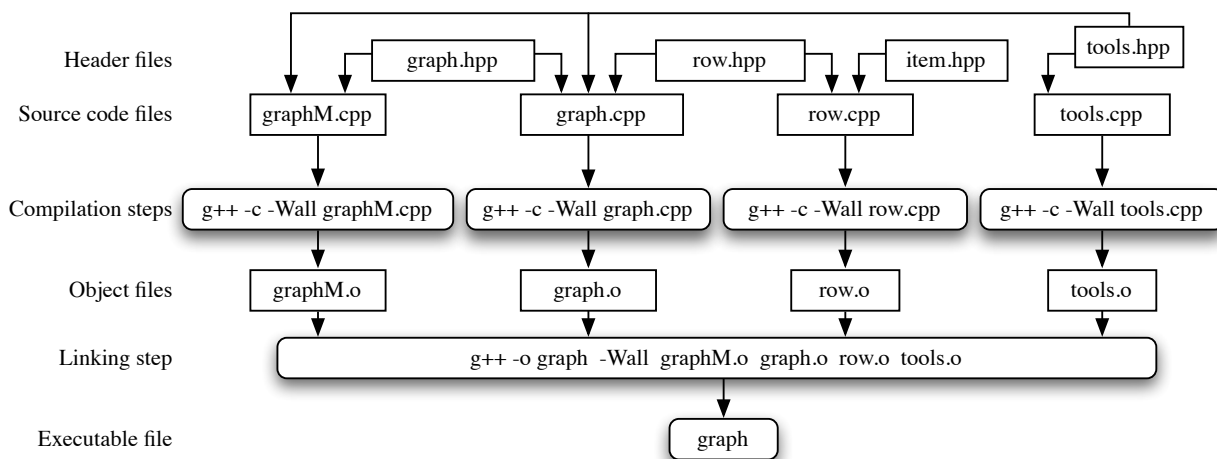 Header files
graph.hpp
row.hpp
item.hpp
tools.hpp
Source code files
graphM.cpp
graph.cpp
row.cpp
tools.cpp
Compilation steps
g++ -c -Wall graphM.cpp
g++ -c -Wall graph.cpp
g++ -c -Wall row.cpp
g++ -c -Wall tools.cpp
Object files
graphM.o
graph.o
row.o
tools.o
Linking step
g++ -o graph -Wall graphM.o graph.o row.o tools.o
Executable file
graph